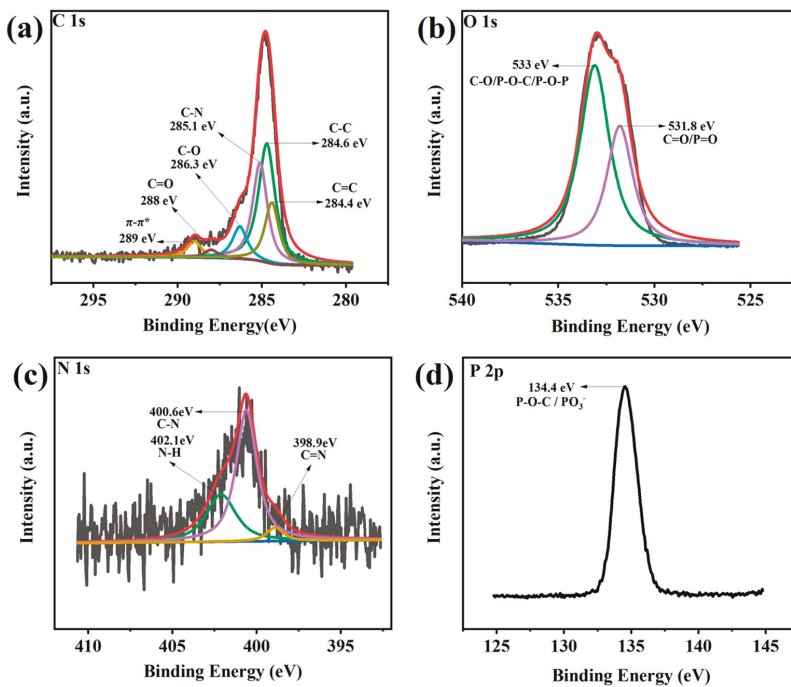 (a)
C 1s
C-N
285.1 eV
C-O
286.3 eV
C=O
288 eV
π-π*
289 eV
C-C
284.6 eV
C=C
284.4 eV
Intensity (a.u.)
295 290 285 280
Binding Energy(eV)
(b)
O 1s
533 eV
C-O/P-O-C/P-O-P
531.8 eV
C=O/P=O
Intensity (a.u.)
540 535 530 525
Binding Energy (eV)
(c)
N 1s
400.6eV
C-N
402.1eV
N-H
398.9eV
C=N
Intensity (a.u.)
410 405 400 395
Binding Energy (eV)
(d)
P 2p
134.4 eV
P-O-C / PO₃⁻
Intensity (a.u.)
125 130 135 140 145
Binding Energy (eV)